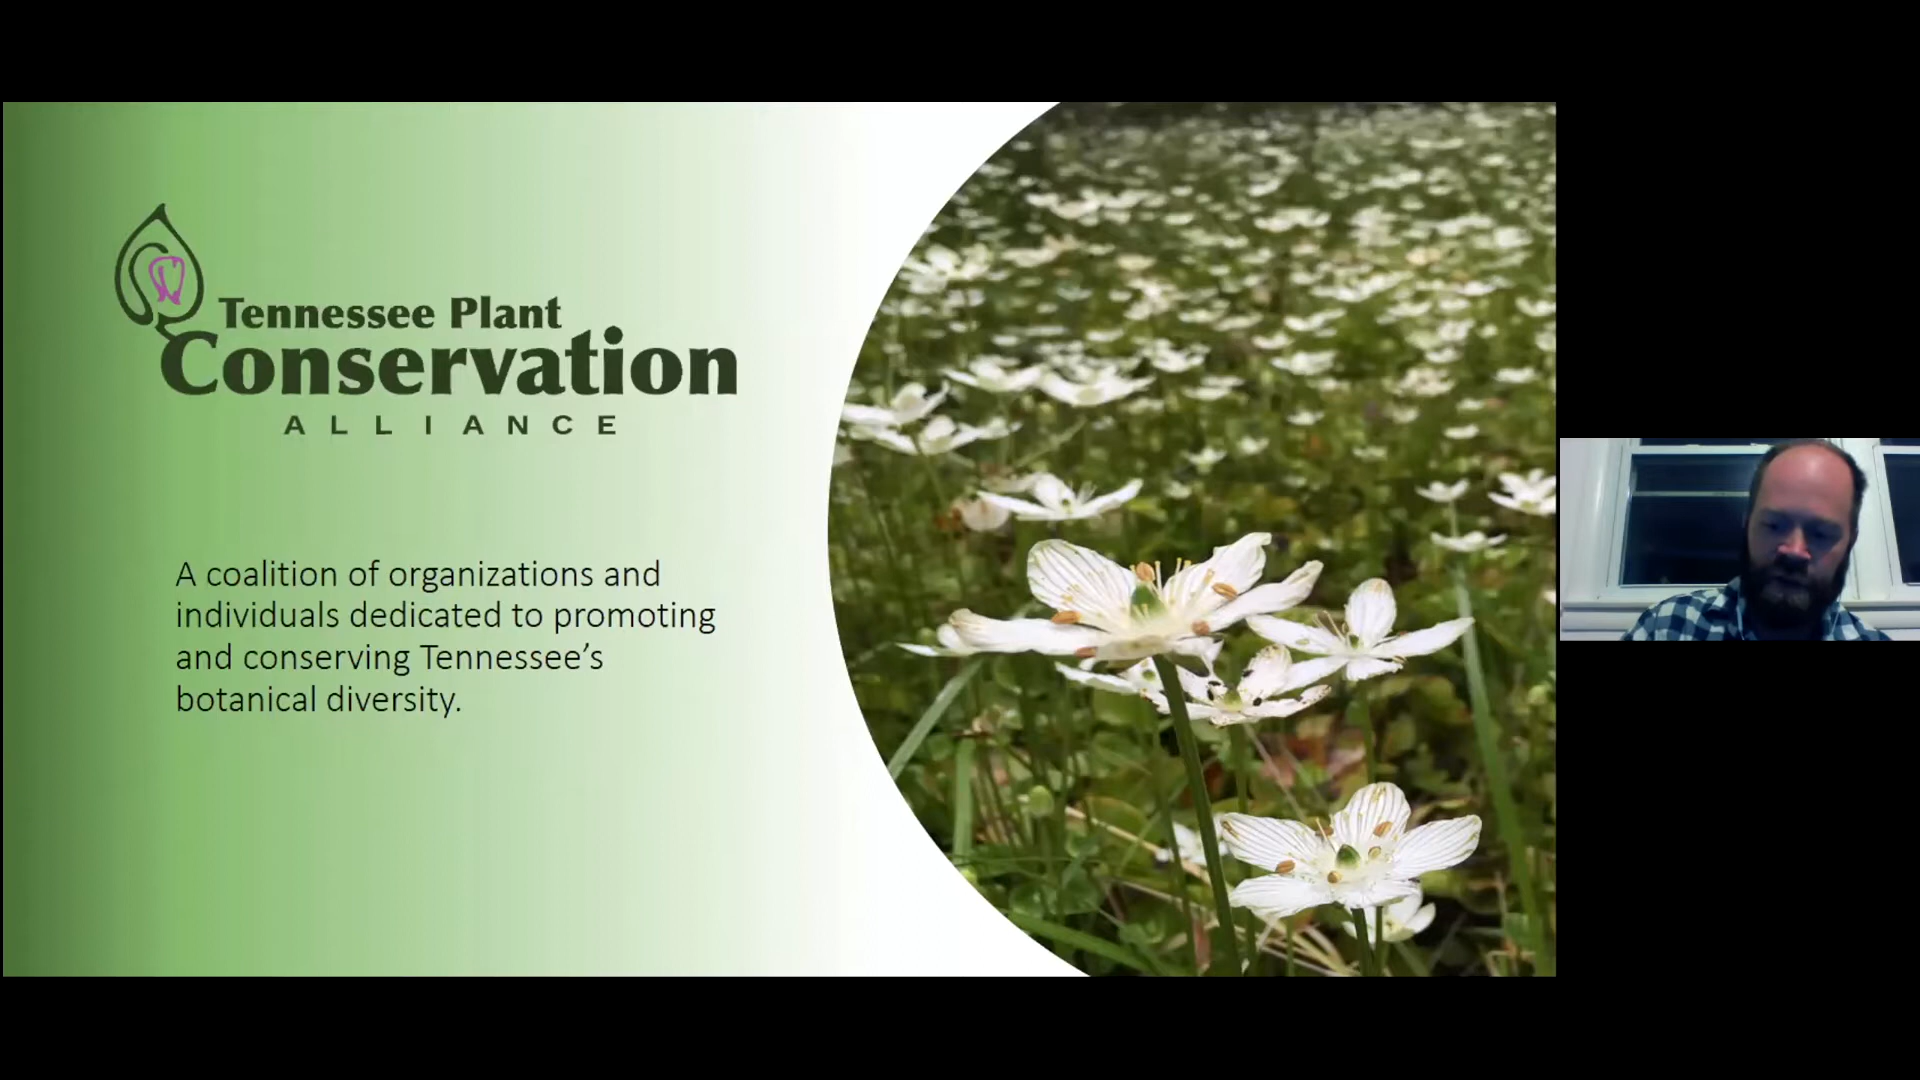 Tennessee Plant
Conservation
ALLIANCE
A coalition of organizations and
individuals dedicated to promoting
and conserving Tennessee’s
botanical diversity.